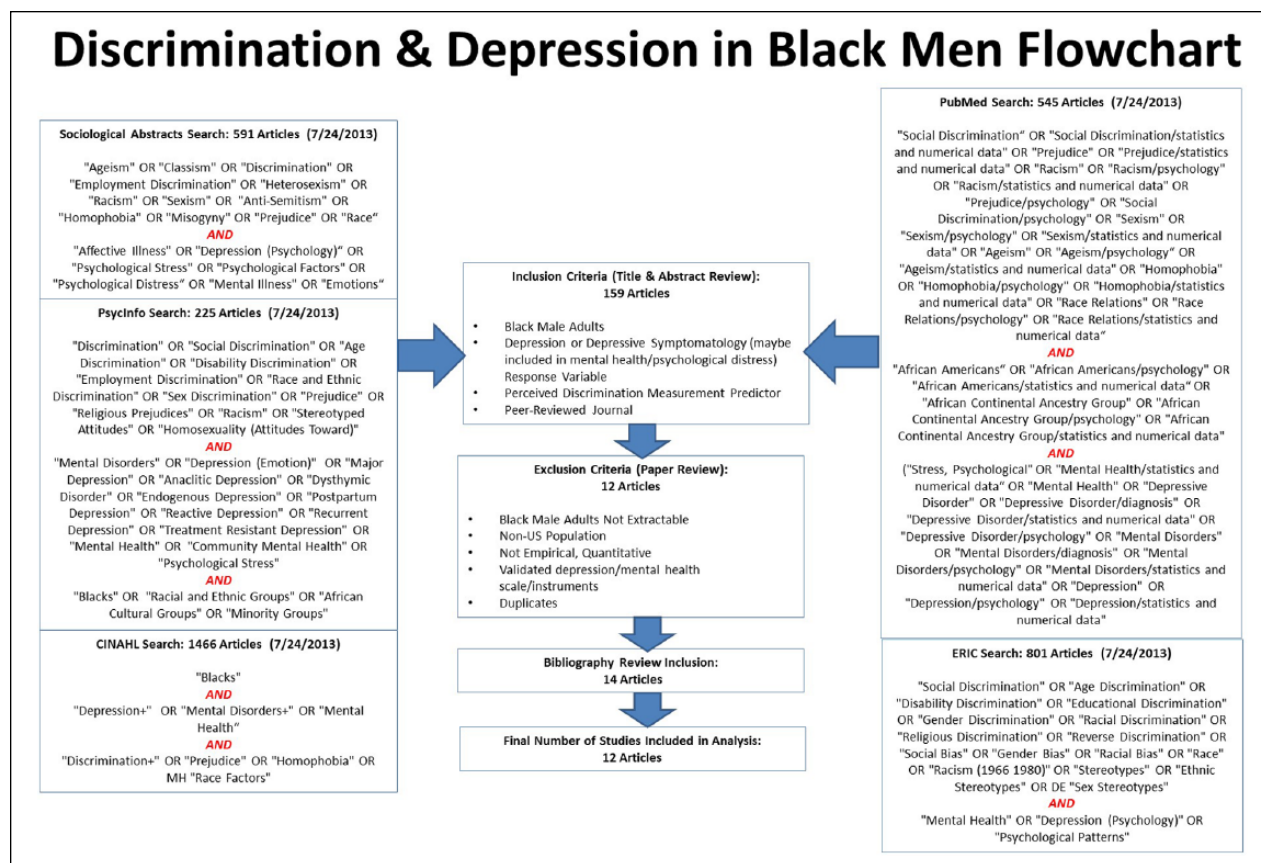 Discrimination & Depression in Black Men Flowchart
Sociological Abstracts Search: 591 Articles (7/24/2013)
"Ageism" OR "Classism" OR "Discrimination" OR
"Employment Discrimination" OR "Heterosexism" OR
"Racism" OR "Sexism" OR "Anti-Semitism" OR
"Homophobia" OR "Misogyny" OR "Prejudice" OR "Race“
AND
"Affective Illness" OR "Depression (Psychology)“ OR
"Psychological Stress" OR "Psychological Factors" OR
"Psychological Distress“ OR "Mental Illness" OR "Emotions“
PsycInfo Search: 225 Articles (7/24/2013)
"Discrimination" OR "Social Discrimination" OR "Age
Discrimination" OR "Disability Discrimination" OR
"Employment Discrimination" OR "Race and Ethnic
Discrimination" OR "Sex Discrimination" OR "Prejudice" OR
"Religious Prejudices" OR "Racism" OR "Stereotyped
Attitudes" OR "Homosexuality (Attitudes Toward)"
AND
"Mental Disorders" OR "Depression (Emotion)" OR "Major
Depression" OR "Anaclitic Depression" OR "Dysthymic
Disorder" OR "Endogenous Depression" OR "Postpartum
Depression" OR "Reactive Depression" OR "Recurrent
Depression" OR "Treatment Resistant Depression" OR
"Mental Health" OR "Community Mental Health" OR
"Psychological Stress"
AND
"Blacks" OR "Racial and Ethnic Groups" OR "African
Cultural Groups" OR "Minority Groups"
CINAHL Search: 1466 Articles (7/24/2013)
"Blacks"
AND
"Depression+" OR "Mental Disorders+" OR "Mental
Health”
AND
"Discrimination+" OR "Prejudice" OR "Homophobia" OR
MH "Race Factors"
Inclusion Criteria (Title & Abstract Review):
159 Articles
• Black Male Adults
• Depression or Depressive Symptomatology (maybe
included in mental health/psychological distress)
Response Variable
• Perceived Discrimination Measurement Predictor
• Peer-Reviewed Journal
Exclusion Criteria (Paper Review):
12 Articles
• Black Male Adults Not Extractable
• Non-US Population
• Not Empirical, Quantitative
• Validated depression/mental health
scale/instruments
• Duplicates
Bibliography Review Inclusion:
14 Articles
Final Number of Studies Included in Analysis:
12 Articles
PubMed Search: 545 Articles (7/24/2013)
"Social Discrimination“ OR "Social Discrimination/statistics
and numerical data" OR "Prejudice" OR "Prejudice/statistics
and numerical data" OR "Racism" OR "Racism/psychology"
OR "Racism/statistics and numerical data" OR
"Prejudice/psychology" OR "Social
Discrimination/psychology" OR "Sexism" OR
"Sexism/psychology" OR "Sexism/statistics and numerical
data" OR "Ageism" OR "Ageism/psychology“ OR
"Ageism/statistics and numerical data" OR "Homophobia"
OR "Homophobia/psychology" OR "Homophobia/statistics
and numerical data" OR "Race Relations" OR "Race
Relations/psychology" OR "Race Relations/statistics and
numerical data“
AND
"African Americans“ OR "African Americans/psychology" OR
"African Americans/statistics and numerical data“ OR
"African Continental Ancestry Group" OR "African
Continental Ancestry Group/psychology" OR "African
Continental Ancestry Group/statistics and numerical data"
AND
("Stress, Psychological" OR "Mental Health/statistics and
numerical data“ OR "Mental Health" OR "Depressive
Disorder" OR "Depressive Disorder/diagnosis" OR
"Depressive Disorder/statistics and numerical data" OR
"Depressive Disorder/psychology" OR "Mental Disorders"
OR "Mental Disorders/diagnosis" OR "Mental
Disorders/psychology" OR "Mental Disorders/statistics and
numerical data" OR "Depression" OR
"Depression/psychology" OR "Depression/statistics and
numerical data"
ERIC Search: 801 Articles (7/24/2013)
"Social Discrimination" OR "Age Discrimination" OR
"Disability Discrimination" OR "Educational Discrimination"
OR "Gender Discrimination" OR "Racial Discrimination" OR
"Religious Discrimination" OR "Reverse Discrimination" OR
"Social Bias" OR "Gender Bias" OR "Racial Bias" OR "Race"
OR "Racism (1966 1980)" OR "Stereotypes" OR "Ethnic
Stereotypes" OR DE "Sex Stereotypes"
AND
"Mental Health" OR "Depression (Psychology)“ OR
"Psychological Patterns"